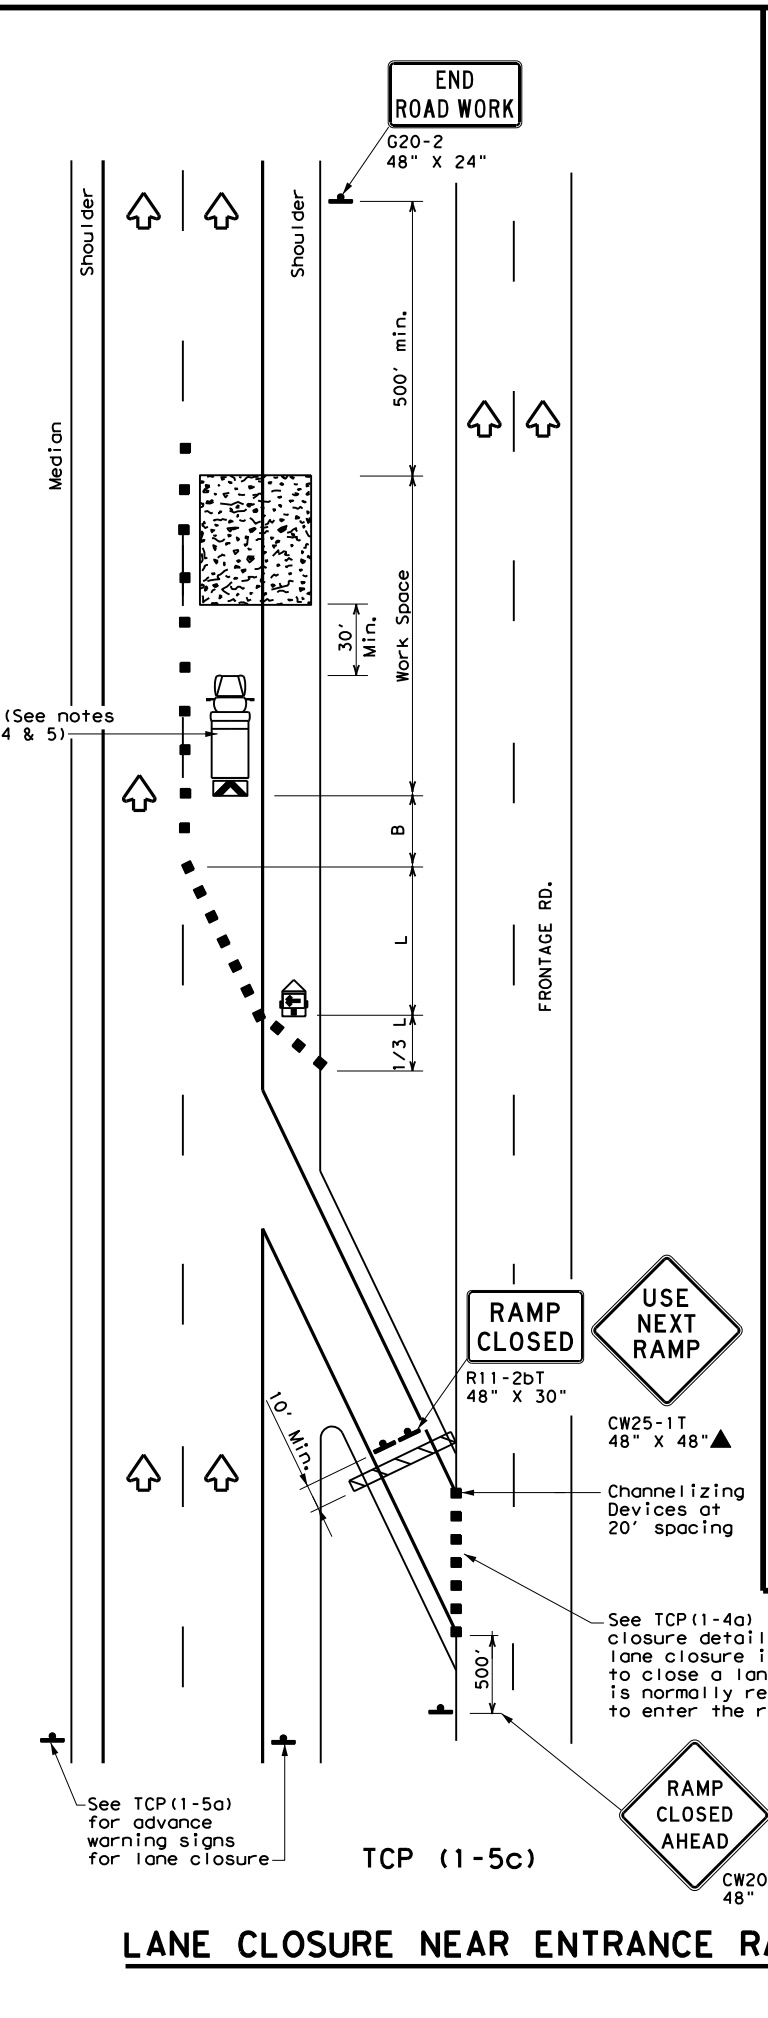 END
ROAD WORK
G20-2
48" X 24"
Shoulder
Shoulder
500' min.
Median
30'
Min.
Work Space
(See notes
4 & 5)
B
L
FRONTAGE RD.
1/3 L
RAMP
CLOSED
R11-2bT
48" X 30"
USE
NEXT
RAMP
CW25-1T
48" X 48"
10' Min.
Channelizing
Devices at
20' spacing
See TCP(1-4a)
closure detail
lane closure i
to close a lan
is normally re
to enter the r
500'
RAMP
CLOSED
AHEAD
CW20
48"
See TCP(1-5a)
for advance
warning signs
for lane closure
TCP (1-5c)
LANE CLOSURE NEAR ENTRANCE RA